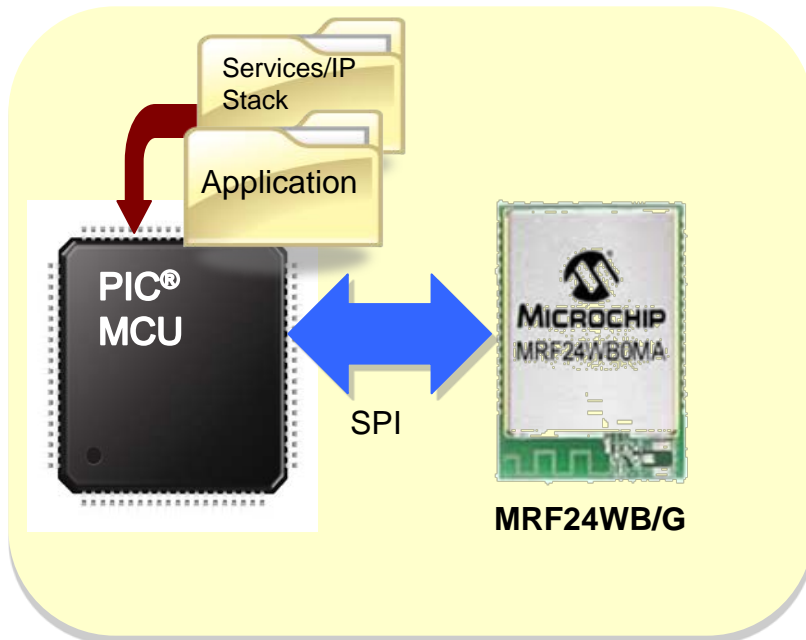 Services/IP
Stack
Application
PIC®
MCU
SPI
MICROCHIP
MRF24WB0MA
MRF24WB/G